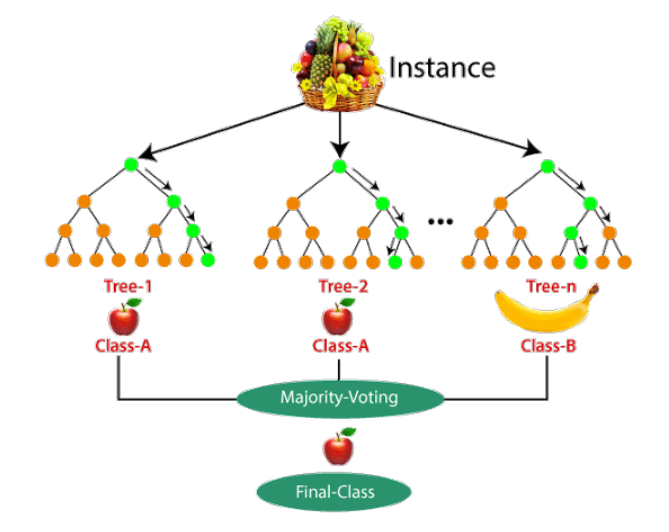 Instance
...
Tree-1
Tree-2
Tree-n
Class-A
Class-A
Class-B
Majority-Voting
Final-Class